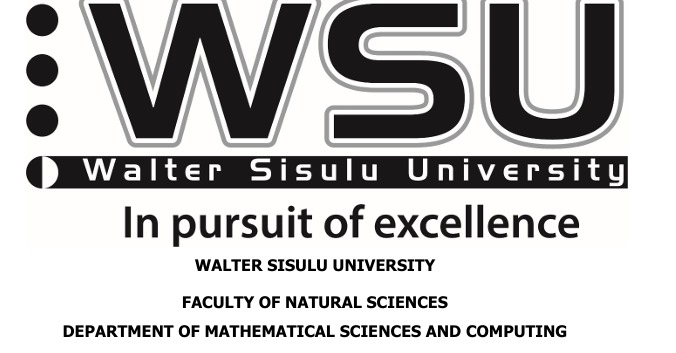 WSU
Walter Sisulu University
In pursuit of excellence
WALTER SISULU UNIVERSITY
FACULTY OF NATURAL SCIENCES
DEPARTMENT OF MATHEMATICAL SCIENCES AND COMPUTING